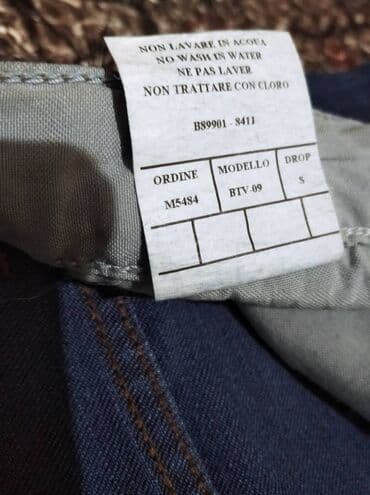 NON LAVARE IN ACQUA
NO WASH IN WATER
NE PAS LAVER
NON TRATTARE CON CLORO
B89901 - 8411
ORDINE MODELLO DROP
M5484 BTV-09 S